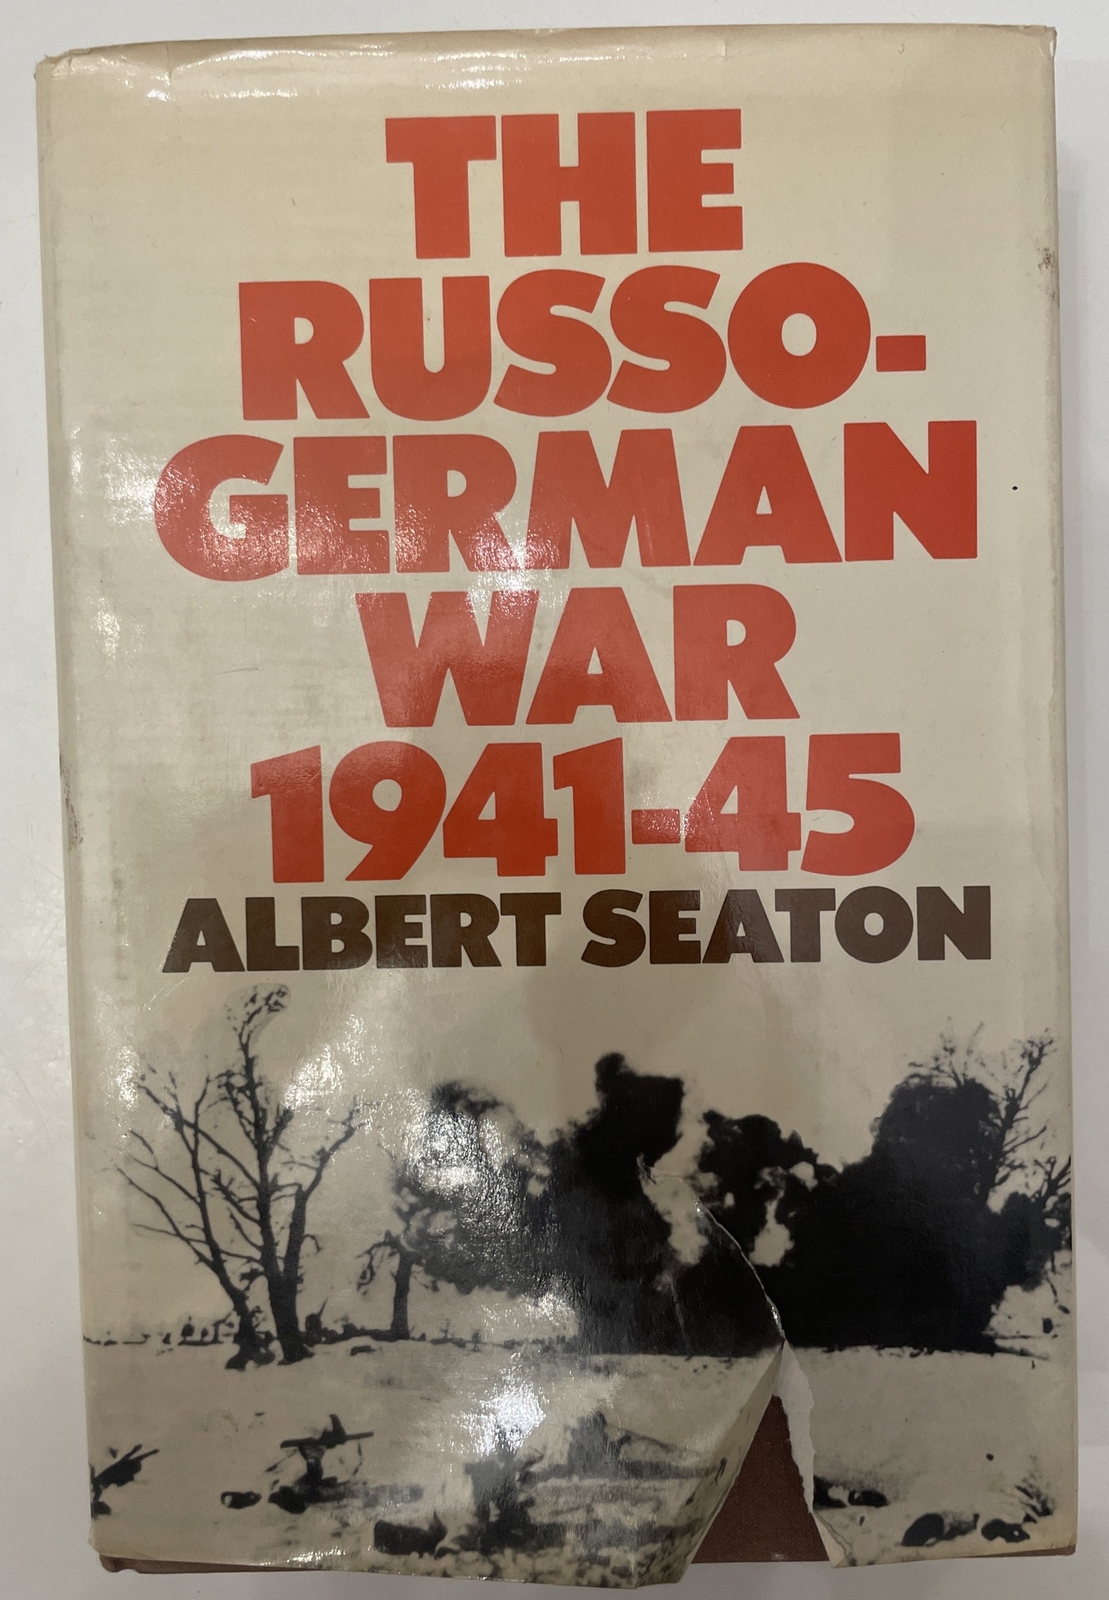 THE
RUSSO-
GERMAN
WAR
1941-45
ALBERT SEATON